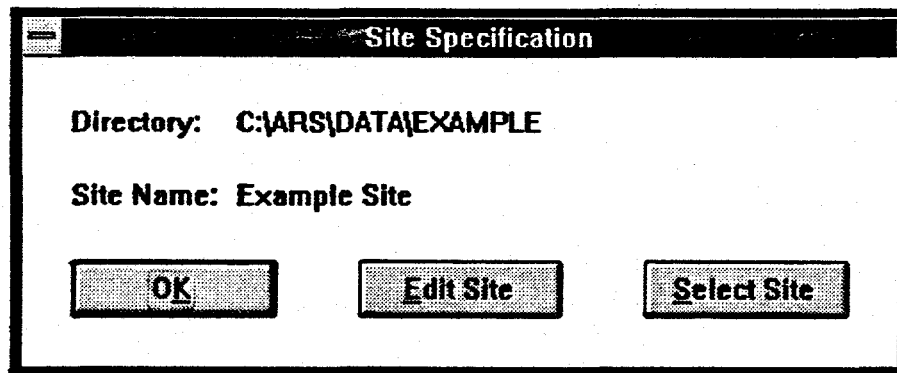 Site Specification
Directory: C:\ARS\DATA\EXAMPLE
Site Name: Example Site
OK Edit Site Select Site